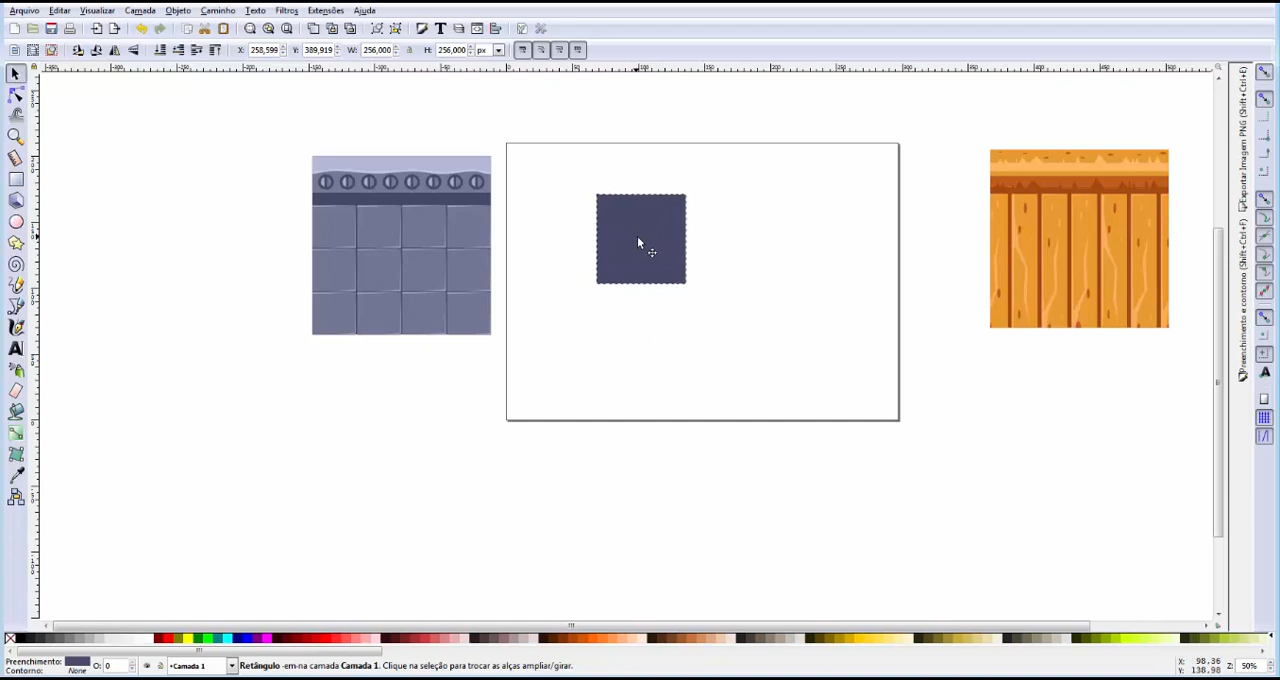 Arquivo Editar Visualizar Camada Objeto Caminho Texto Filtros Extensões Ajuda
X: 258,599 Y: 389,919 W: 256,000 H: 256,000 px
Exportar Imagem PNG (Shift+Ctrl+E)
Preenchimento e contorno (Shift+Ctrl+F)
Preenchimento: O: 0 •Camada 1 Retângulo -em-na camada Camada 1. Clique na seleção para trocar as alças ampliar/girar. X: 98,36 Z: 50%
Contorno: None Y: 138,98